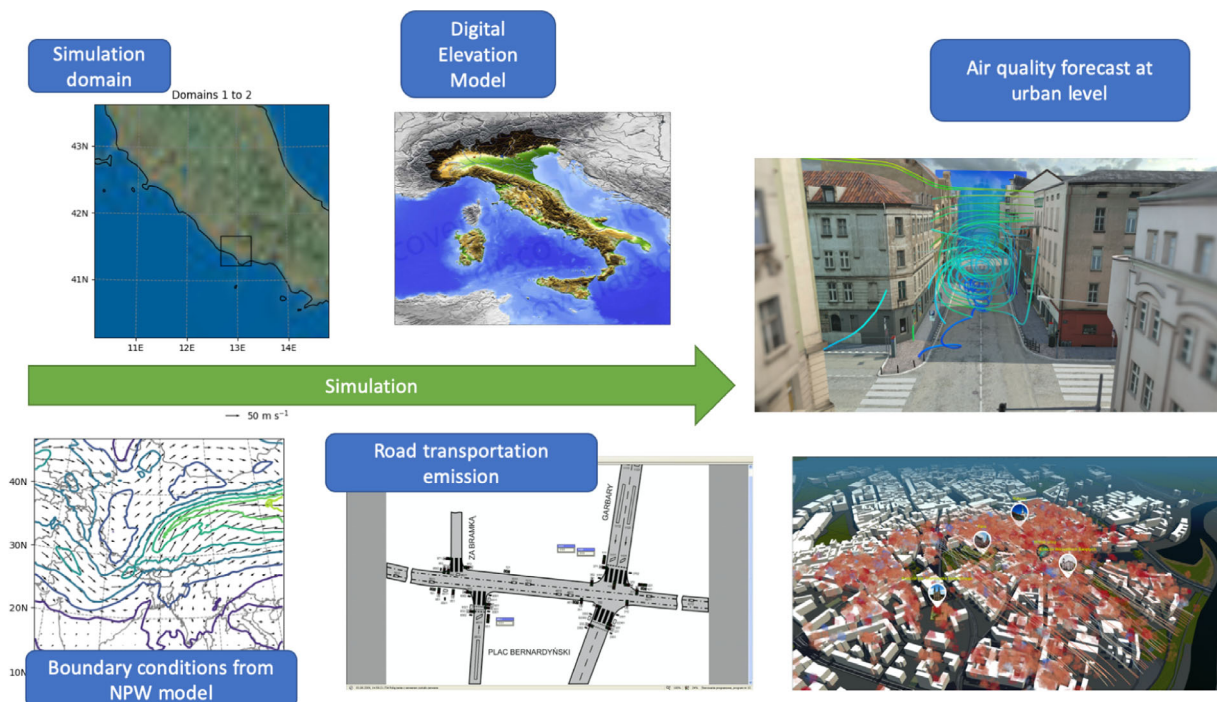 Simulation
domain
Domains 1 to 2
43N
42N
41N
11E
12E
13E
14E
Digital
Elevation
Model
Air quality forecast at
urban level
Simulation
50 m s⁻¹
40N
30N
20N
10N
Boundary conditions from
NPW model
Road transportation
emission
ZA BRAMKĄ
GARBARY
PLAC BERNARDYŃSKI